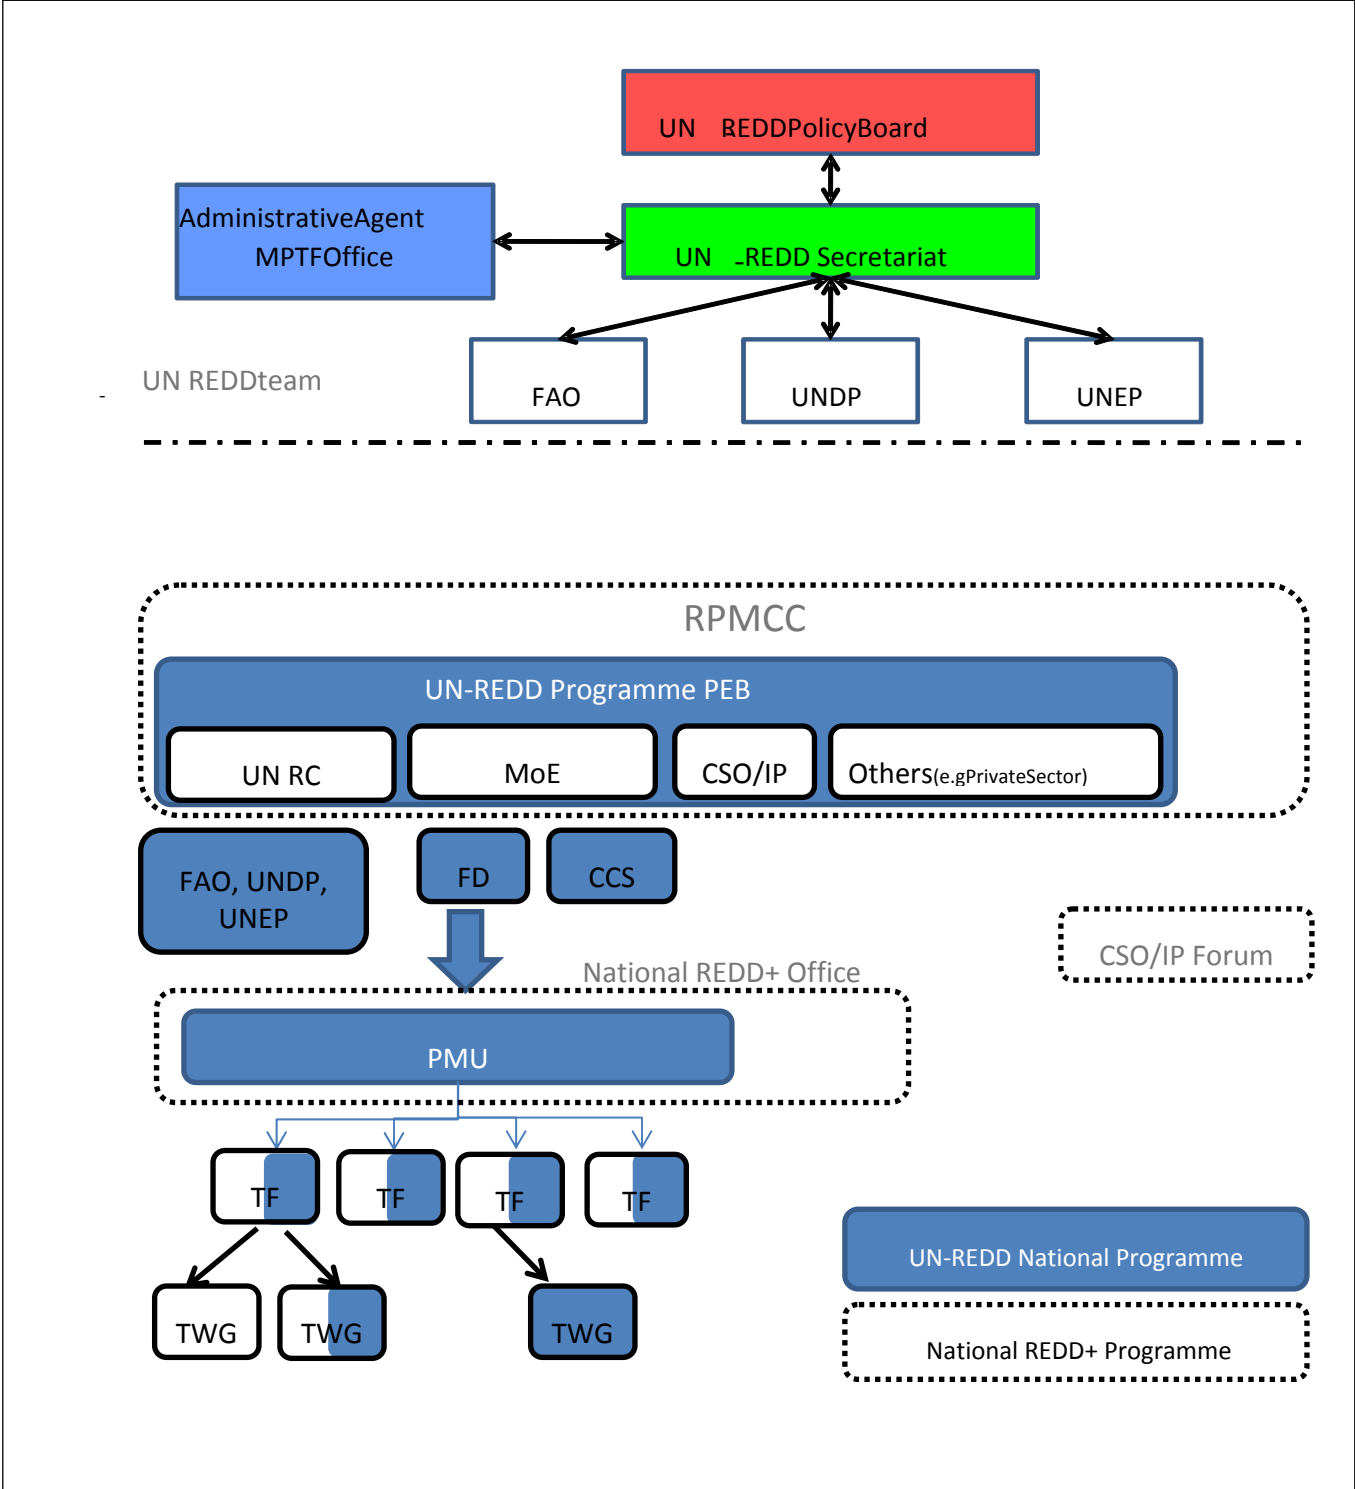 UN -REDDPolicyBoard
AdministrativeAgent
MPTFOffice
UN -REDD Secretariat
FAO
UNDP
UNEP
UN REDDteam
-
RPMCC
UN-REDD Programme PEB
UN RC
MoE
CSO/IP
Others(e.gPrivateSector)
FAO, UNDP,
UNEP
FD
CCS
CSO/IP Forum
National REDD+ Office
PMU
TF
TF
TF
TF
TWG
TWG
TWG
UN-REDD National Programme
National REDD+ Programme